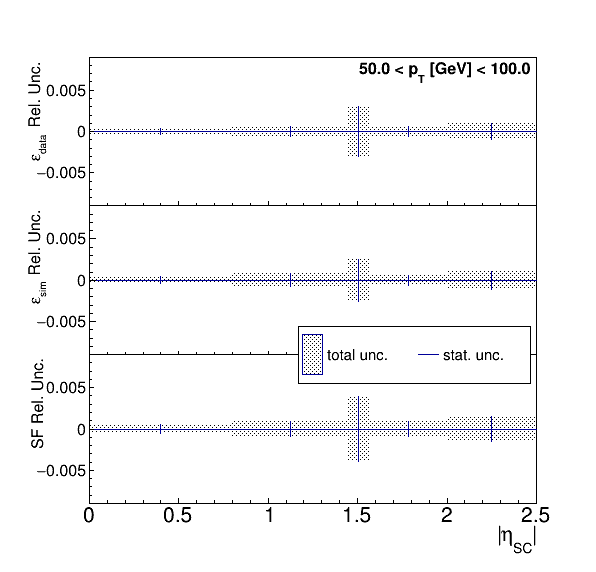 50.0 < p_T [GeV] < 100.0
ε_data Rel. Unc.
0.005
0
−0.005
ε_sim Rel. Unc.
0.005
0
−0.005
total unc.
stat. unc.
SF Rel. Unc.
0.005
0
−0.005
0 0.5 1 1.5 2 2.5
|η_SC|